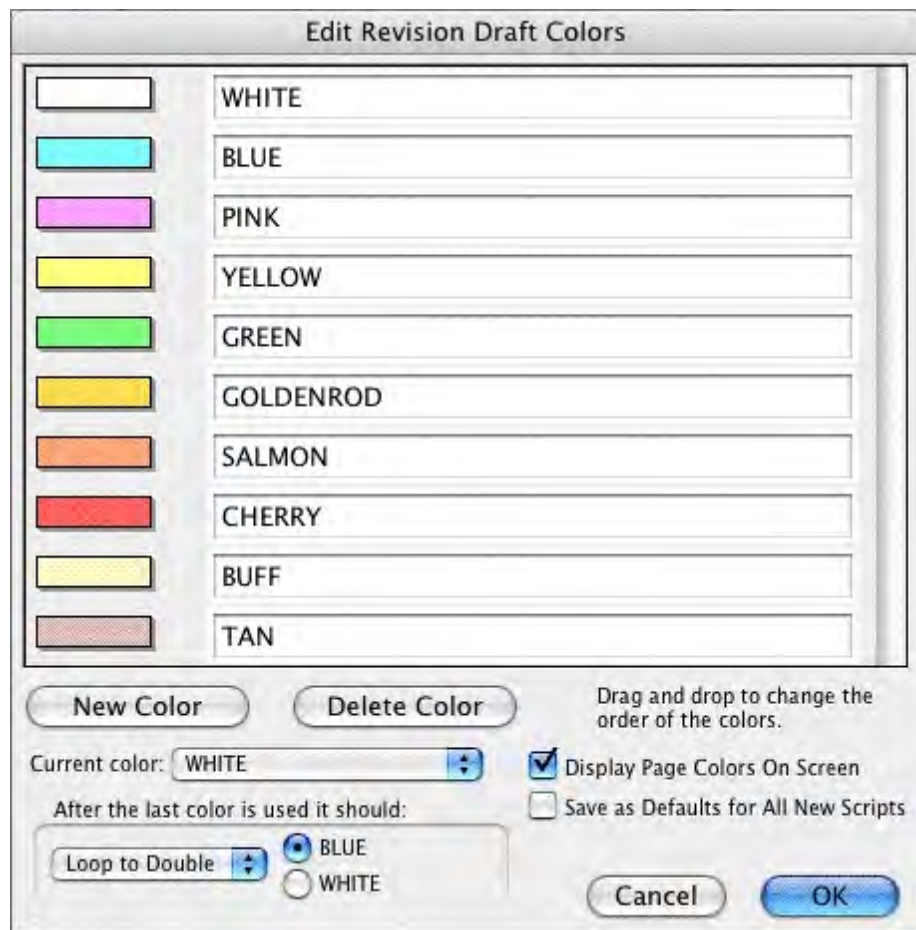 Edit Revision Draft Colors
WHITE
BLUE
PINK
YELLOW
GREEN
GOLDENROD
SALMON
CHERRY
BUFF
TAN
New Color
Delete Color
Drag and drop to change the
order of the colors.
Current color: WHITE
Display Page Colors On Screen
After the last color is used it should:
Save as Defaults for All New Scripts
Loop to Double
BLUE
WHITE
Cancel
OK